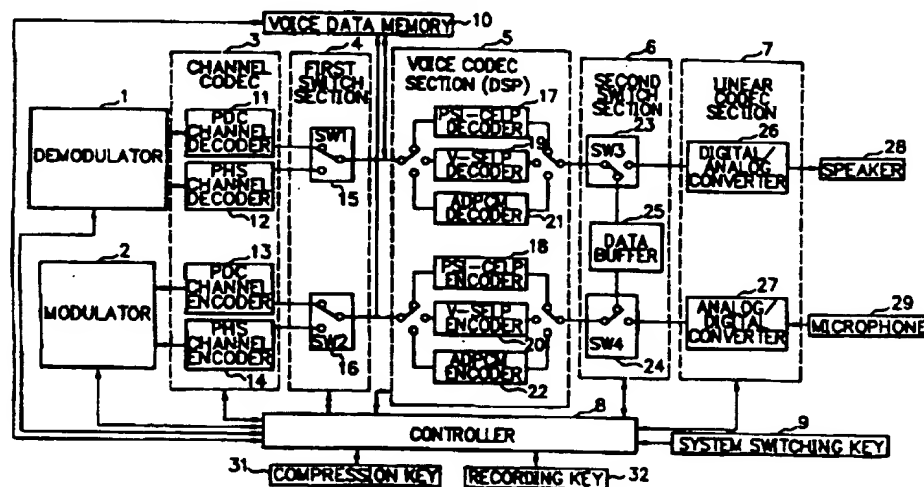 VOICE DATA MEMORY
10
3
4
5
6
7
CHANNEL
CODEC
FIRST
SWITCH
SECTION
VOICE CODEC
SECTION (DSP)
SECOND
SWITCH
SECTION
LINEAR
CODEC
SECTION
1
DEMODULATOR
11
PDC
CHANNEL
DECODER
PHS
CHANNEL
DECODER
12
SW1
15
17
PSI-CELP
DECODER
19
V-SELP
DECODER
ADPCM
DECODER
21
23
SW3
25
DATA
BUFFER
26
DIGITAL/
ANALOG
CONVERTER
28
SPEAKER
2
MODULATOR
13
PDC
CHANNEL
ENCODER
PHS
CHANNEL
ENCODER
14
SW2
16
18
PSI-CELP
ENCODER
V-SELP
ENCODER
20
ADPCM
ENCODER
22
SW4
24
27
ANALOG/
DIGITAL
CONVERTER
29
MICROPHONE
8
CONTROLLER
9
SYSTEM SWITCHING KEY
31
COMPRESSION KEY
RECORDING KEY
32